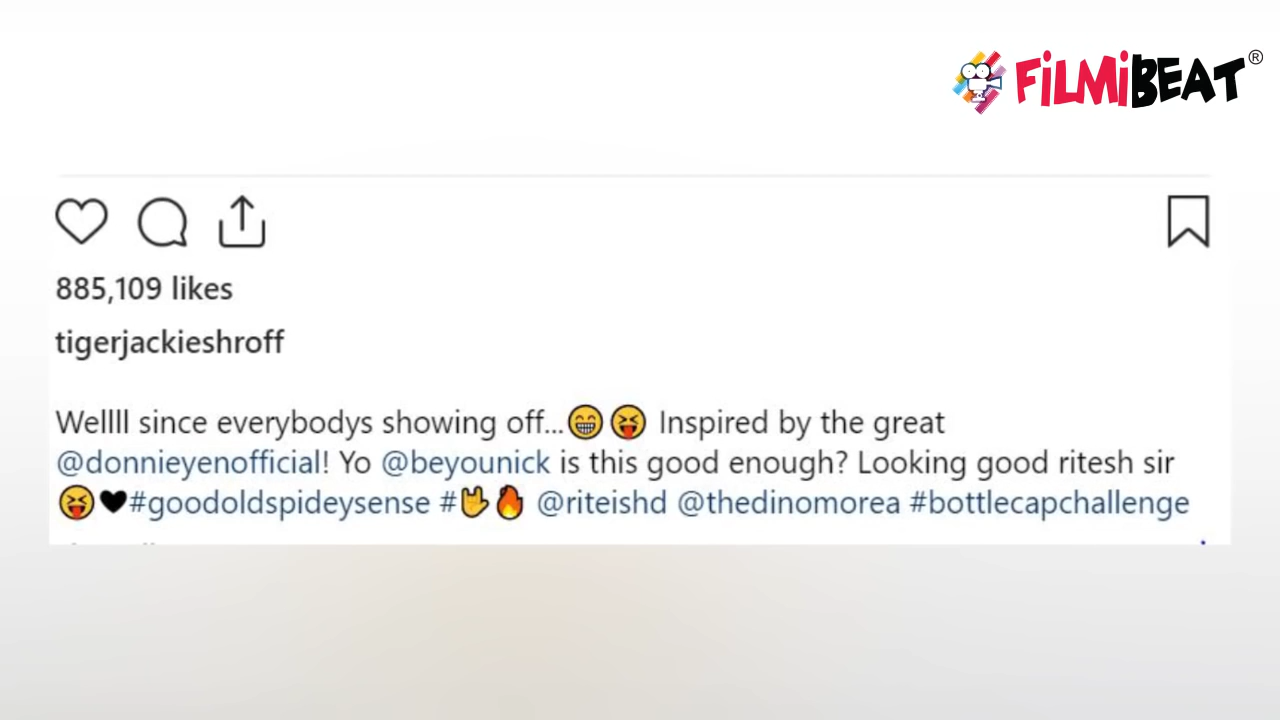 FILMIBEAT®
885,109 likes
tigerjackieshroff
Wellll since everybodys showing off...😁😝 Inspired by the great
@donnieyenofficial! Yo @beyounick is this good enough? Looking good ritesh sir
😝🖤#goodoldspideysense #🤟🔥 @riteishd @thedinomorea #bottlecapchallenge